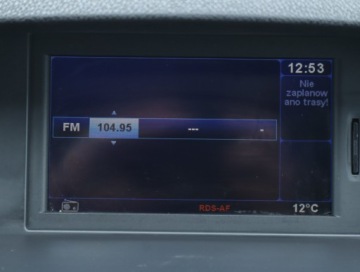 12:53
Nie
zaplanow
ano trasy!
FM 104.95 --- -
RDS-AF 12°C